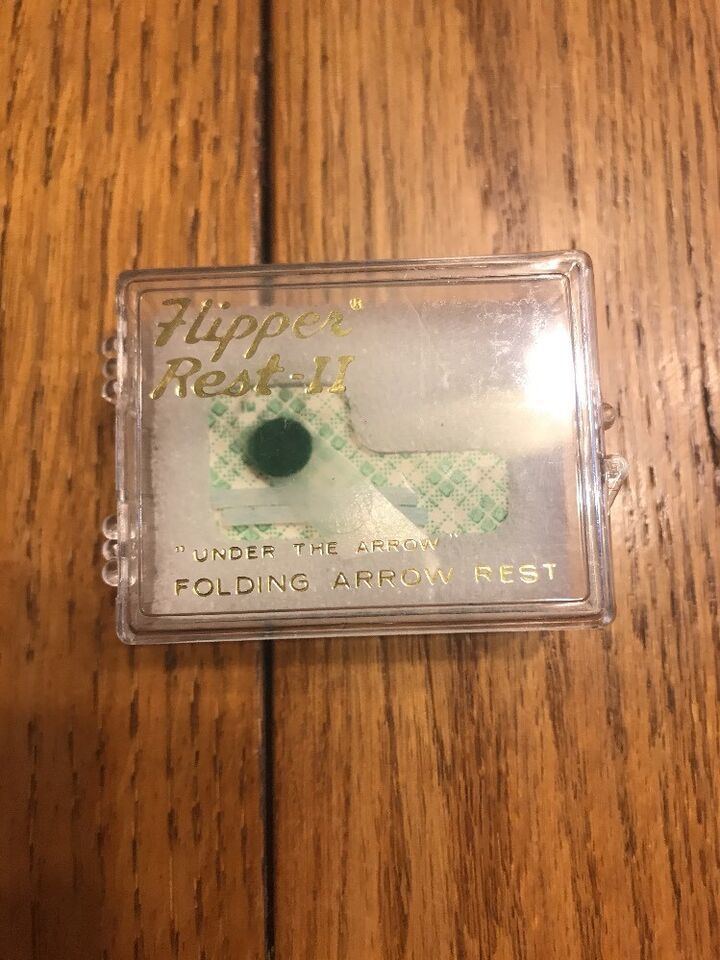 Flipper®
Rest-II
"UNDER THE ARROW"
FOLDING ARROW REST